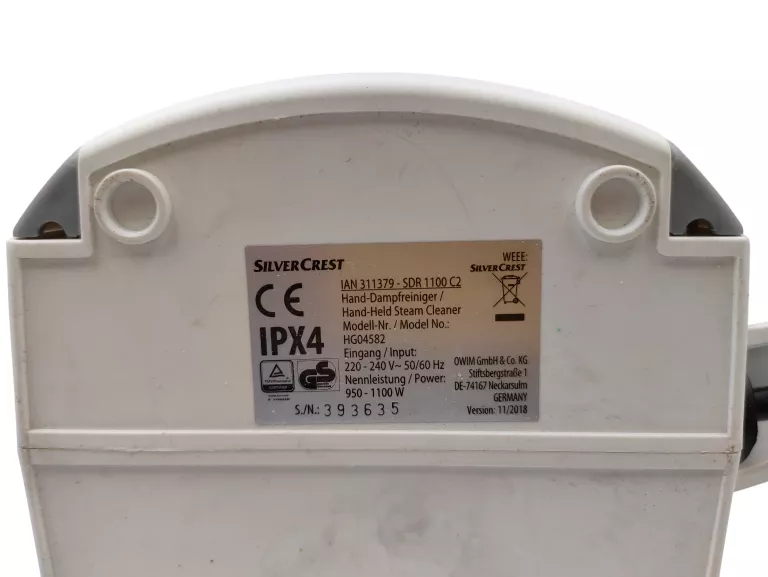 SILVERCREST
CE
IPX4
IAN 311379 - SDR 1100 C2
Hand-Dampfreiniger /
Hand-Held Steam Cleaner
Modell-Nr. / Model No.:
HG04582
Eingang / Input:
220 - 240 V~ 50/60 Hz
Nennleistung / Power:
950 - 1100 W
S./N.: 393635
WEEE:
SILVERCREST
OWIM GmbH & Co. KG
Stiftsbergstraße 1
DE-74167 Neckarsulm
GERMANY
Version: 11/2018
GS